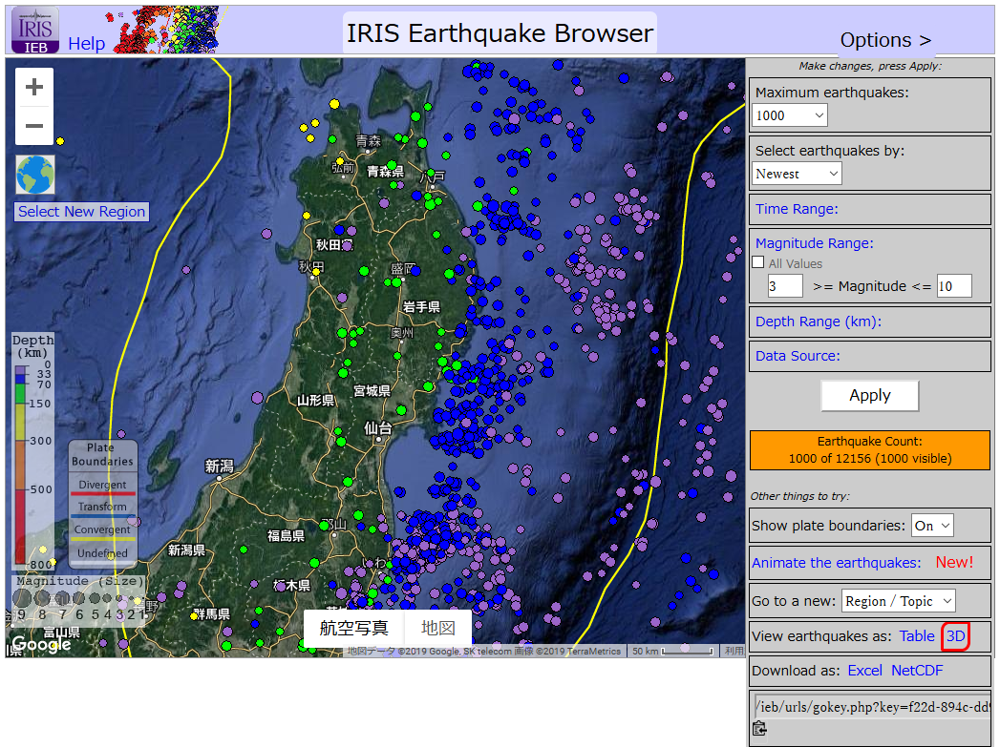 IRIS
IEB
Help
IRIS Earthquake Browser
Options >
Make changes, press Apply:
Maximum earthquakes:
1000
Select earthquakes by:
Newest
Time Range:
Magnitude Range:
All Values
3 >= Magnitude <= 10
Depth Range (km):
Data Source:
Apply
Earthquake Count:
1000 of 12156 (1000 visible)
Other things to try:
Show plate boundaries: On
Animate the earthquakes: New!
Go to a new: Region / Topic
View earthquakes as: Table 3D
Download as: Excel NetCDF
/ieb/urls/gokey.php?key=f22d-894c-dd
+
−
Select New Region
青森
弘前
青森県
八戸
秋田
秋田
盛岡
岩手県
奥州
宮城県
山形県
仙台
新潟
福島県
郡山
いわ
新潟県
栃木県
群馬県
富山県
Depth
(km)
0
33
70
150
300
500
800
Plate
Boundaries
Divergent
Transform
Convergent
Undefined
Magnitude (Size)
9 8 7 6 5 4 3 2 1
Google
航空写真 地図
地図データ ©2019 Google, SK telecom 画像 ©2019 TerraMetrics 50 km 利用